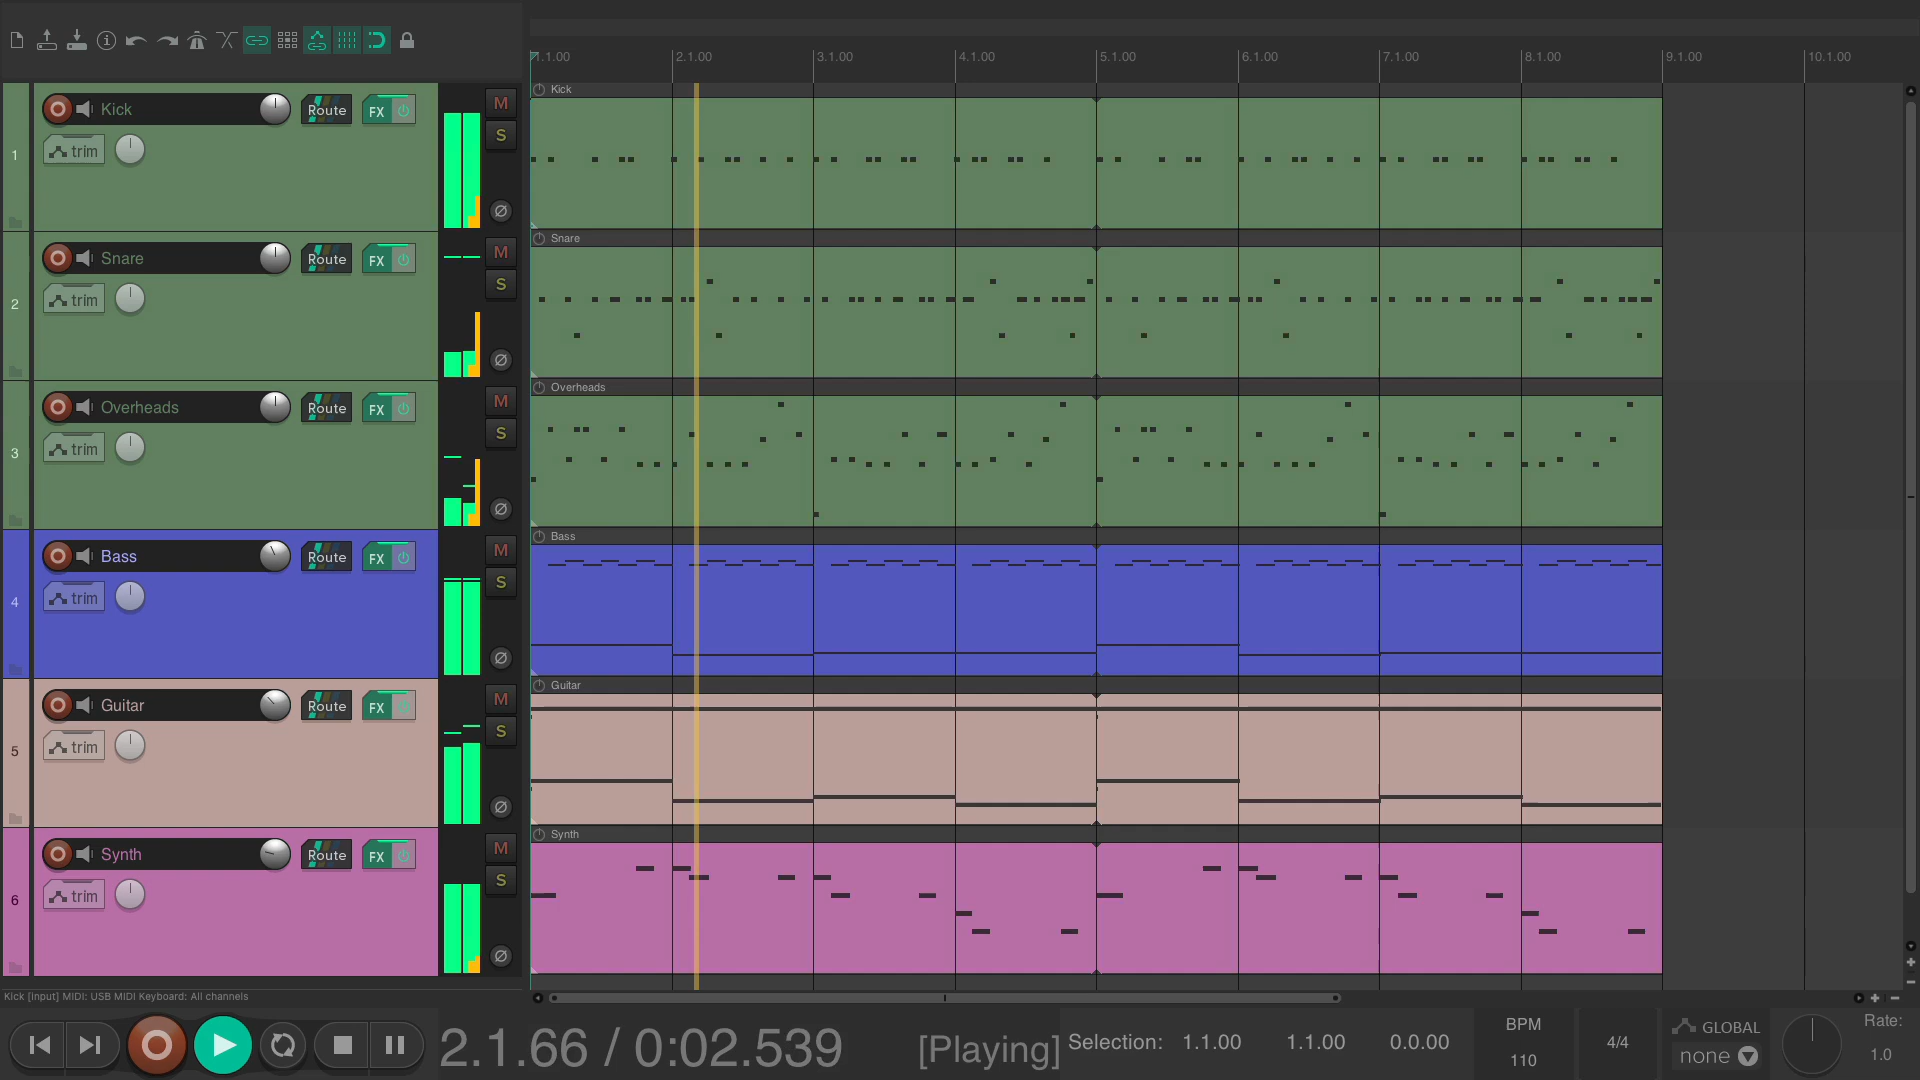 1.1.00 2.1.00 3.1.00 4.1.00 5.1.00 6.1.00 7.1.00 8.1.00 9.1.00 10.1.00
1 Kick Route FX M
trim S
Kick
2 Snare Route FX M
trim S
Snare
3 Overheads Route FX M
trim S
Overheads
4 Bass Route FX M
trim S
Bass
5 Guitar Route FX M
trim S
Guitar
6 Synth Route FX M
trim S
Synth
Kick [Input] MIDI: USB MIDI Keyboard: All channels
2.1.66 / 0:02.539 [Playing] Selection: 1.1.00 1.1.00 0.0.00
BPM
110
4/4
GLOBAL
none
Rate:
1.0